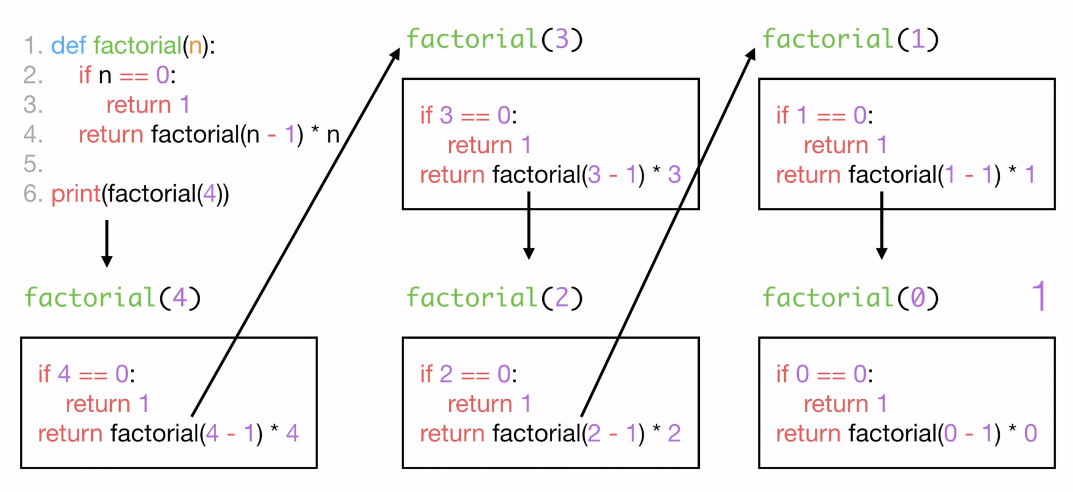 1. def factorial(n):
2. if n == 0:
3. return 1
4. return factorial(n - 1) * n
5.
6. print(factorial(4))
factorial(4)
if 4 == 0:
return 1
return factorial(4 - 1) * 4
factorial(3)
if 3 == 0:
return 1
return factorial(3 - 1) * 3
factorial(2)
if 2 == 0:
return 1
return factorial(2 - 1) * 2
factorial(1)
if 1 == 0:
return 1
return factorial(1 - 1) * 1
factorial(0) 1
if 0 == 0:
return 1
return factorial(0 - 1) * 0